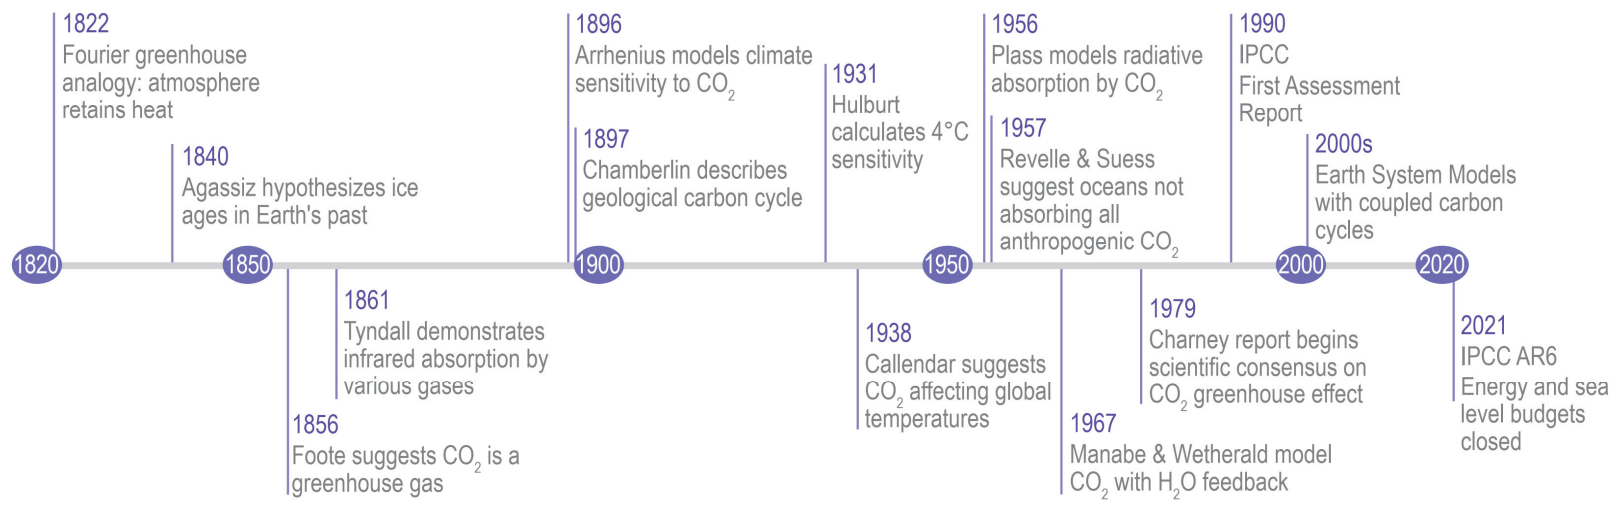 1822
Fourier greenhouse
analogy: atmosphere
retains heat
1840
Agassiz hypothesizes ice
ages in Earth's past
1896
Arrhenius models climate
sensitivity to CO₂
1897
Chamberlin describes
geological carbon cycle
1931
Hulburt
calculates 4°C
sensitivity
1956
Plass models radiative
absorption by CO₂
1957
Revelle & Suess
suggest oceans not
absorbing all
anthropogenic CO₂
1990
IPCC
First Assessment
Report
2000s
Earth System Models
with coupled carbon
cycles
1820 1850 1900 1950 2000 2020
1856
Foote suggests CO₂ is a
greenhouse gas
1861
Tyndall demonstrates
infrared absorption by
various gases
1938
Callendar suggests
CO₂ affecting global
temperatures
1967
Manabe & Wetherald model
CO₂ with H₂O feedback
1979
Charney report begins
scientific consensus on
CO₂ greenhouse effect
2021
IPCC AR6
Energy and sea
level budgets
closed